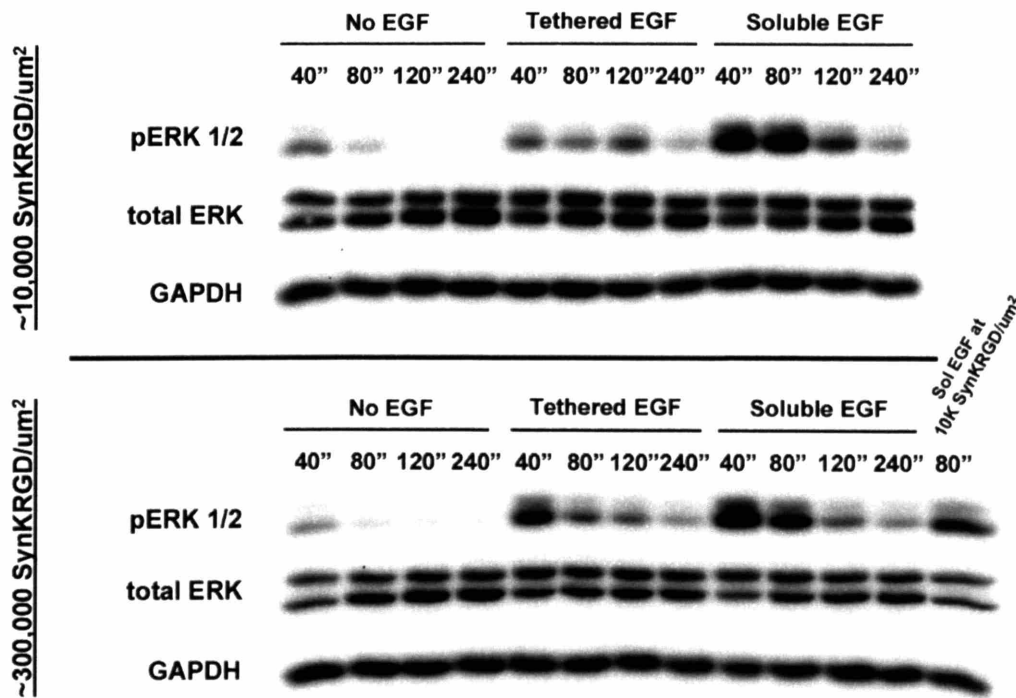 ~10,000 SynKRGD/um²
No EGF Tethered EGF Soluble EGF
40" 80" 120" 240" 40" 80" 120" 240" 40" 80" 120" 240"
pERK 1/2
total ERK
GAPDH
~300,000 SynKRGD/um²
Sol EGF at
10K SynKRGD/um²
No EGF Tethered EGF Soluble EGF
40" 80" 120" 240" 40" 80" 120" 240" 40" 80" 120" 240" 80"
pERK 1/2
total ERK
GAPDH